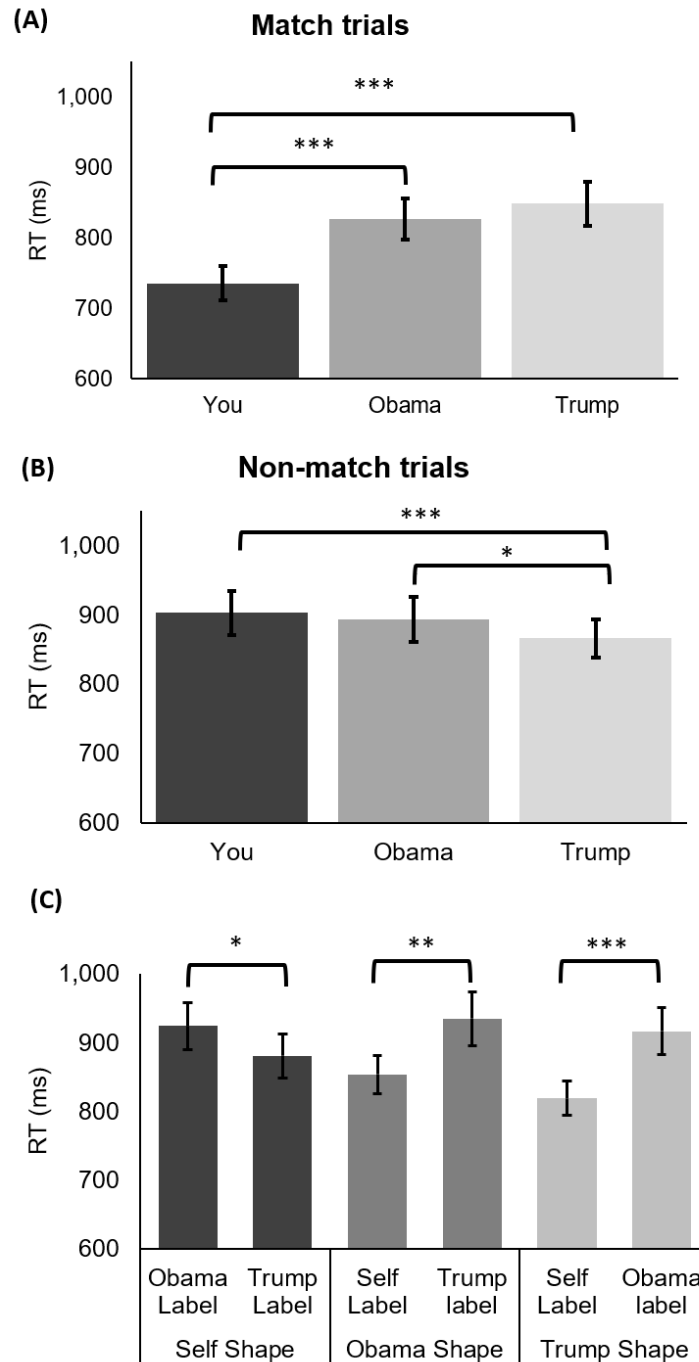 (A)
Match trials
1,000
900
800
700
600
RT (ms)
***
***
You Obama Trump
(B)
Non-match trials
1,000
900
800
700
600
RT (ms)
***
*
You Obama Trump
(C)
1,000
900
800
700
600
RT (ms)
* ** ***
Obama Trump Self Trump Self Obama
Label Label Label label Label label
Self Shape Obama Shape Trump Shape